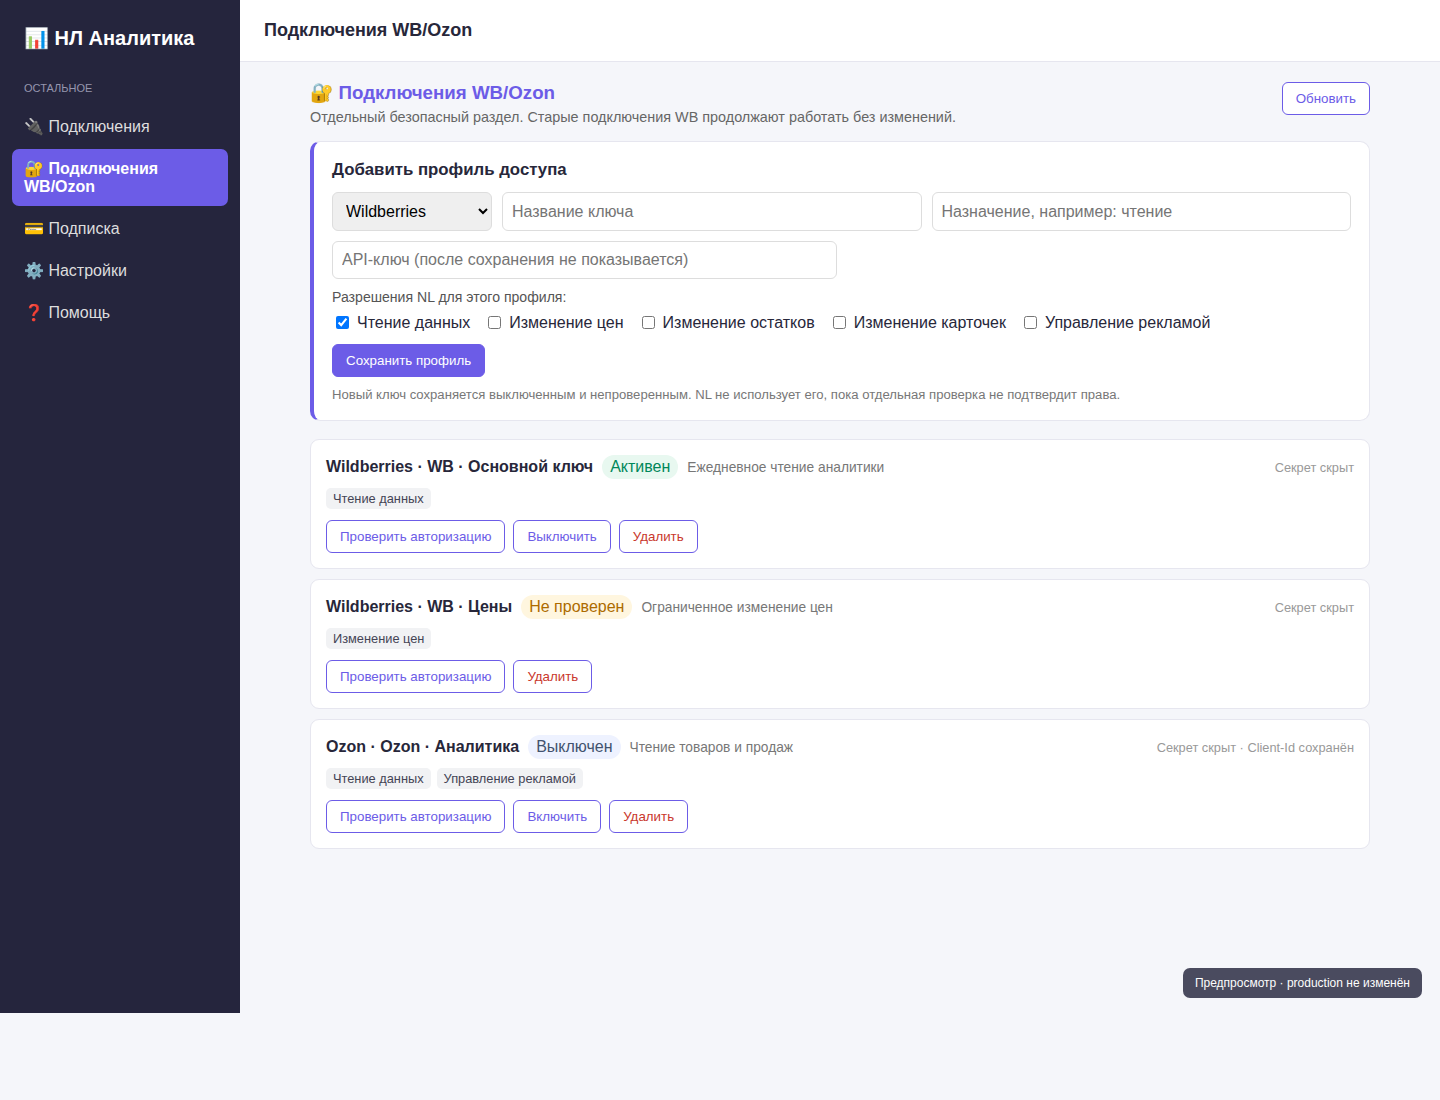 📊 НЛ Аналитика
Подключения WB/Ozon
ОСТАЛЬНОЕ
🔌 Подключения
🔐 Подключения
WB/Ozon
💳 Подписка
⚙️ Настройки
❓ Помощь
🔐 Подключения WB/Ozon
Обновить
Отдельный безопасный раздел. Старые подключения WB продолжают работать без изменений.
Добавить профиль доступа
Wildberries
Название ключа
Назначение, например: чтение
API-ключ (после сохранения не показывается)
Разрешения NL для этого профиля:
Чтение данных Изменение цен Изменение остатков Изменение карточек Управление рекламой
Сохранить профиль
Новый ключ сохраняется выключенным и непроверенным. NL не использует его, пока отдельная проверка не подтвердит права.
Wildberries · WB · Основной ключ Активен Ежедневное чтение аналитики Секрет скрыт
Чтение данных
Проверить авторизацию Выключить Удалить
Wildberries · WB · Цены Не проверен Ограниченное изменение цен Секрет скрыт
Изменение цен
Проверить авторизацию Удалить
Ozon · Ozon · Аналитика Выключен Чтение товаров и продаж Секрет скрыт · Client-Id сохранён
Чтение данных Управление рекламой
Проверить авторизацию Включить Удалить
Предпросмотр · production не изменён